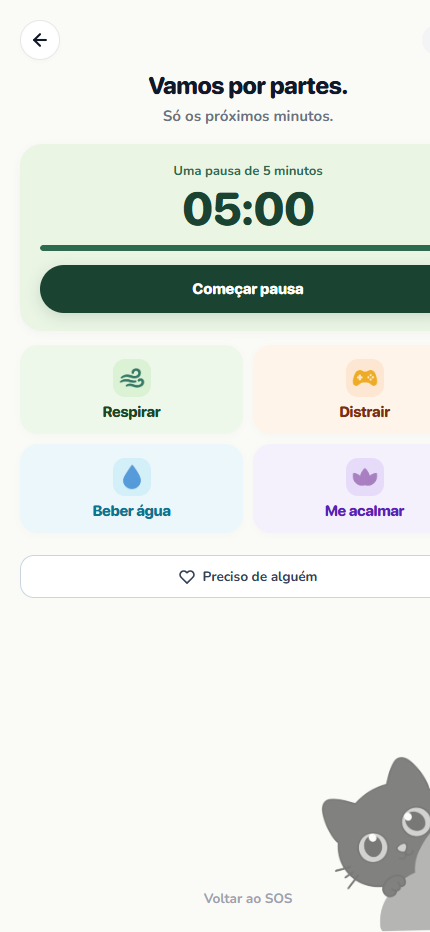 Vamos por partes.
Só os próximos minutos.
Uma pausa de 5 minutos
05:00
Começar pausa
Respirar
Distrair
Beber água
Me acalmar
Preciso de alguém
Voltar ao SOS